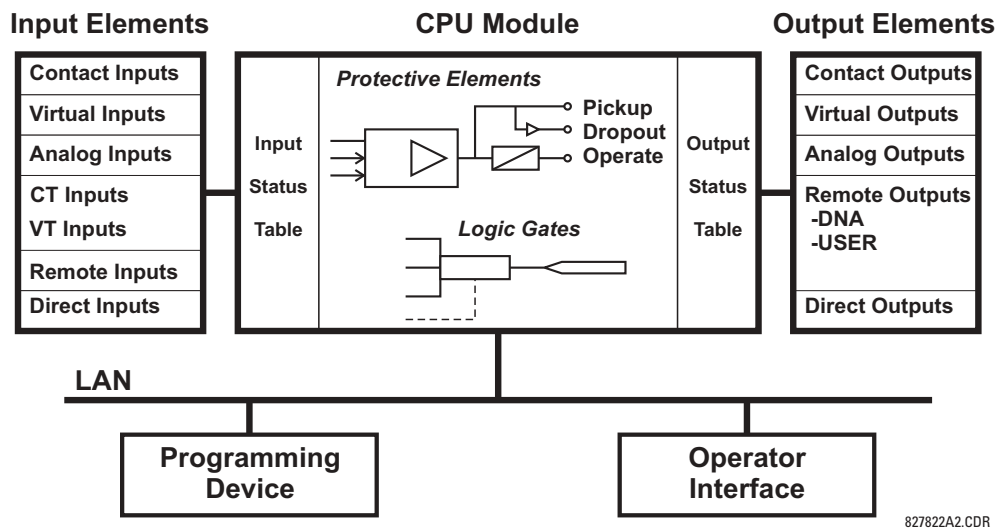 Input Elements
CPU Module
Output Elements
Contact Inputs
Virtual Inputs
Analog Inputs
CT Inputs
VT Inputs
Remote Inputs
Direct Inputs
Input
Status
Table
Protective Elements
Pickup
Dropout
Operate
Logic Gates
Output
Status
Table
Contact Outputs
Virtual Outputs
Analog Outputs
Remote Outputs
-DNA
-USER
Direct Outputs
LAN
Programming
Device
Operator
Interface
827822A2.CDR